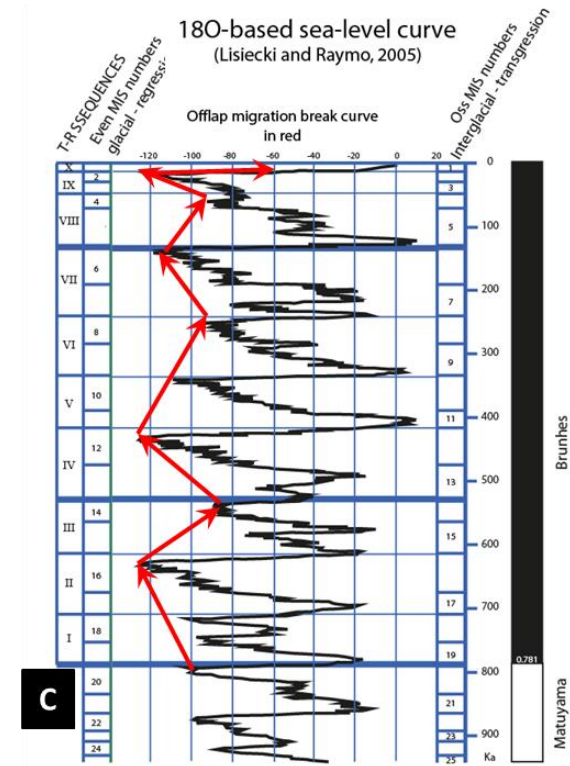 18O-based sea-level curve
(Lisiecki and Raymo, 2005)
T-R SSEQUENCES
Even MIS numbers
glacial - regressi
Offlap migration break curve
in red
Oss MIS numbers
Interglacial - transgression
-120 -100 -80 -60 -40 0 20
X 1 0
IX 2 3
VIII 4 5 100
VII 6 7 200
VI 8 9 300
V 10 11 400
IV 12 13 500
III 14 15 600
II 16 17 700
I 18 19 0.781
20 21 800
22 23 900
24 25 Ka
Brunhes
Matuyama
C